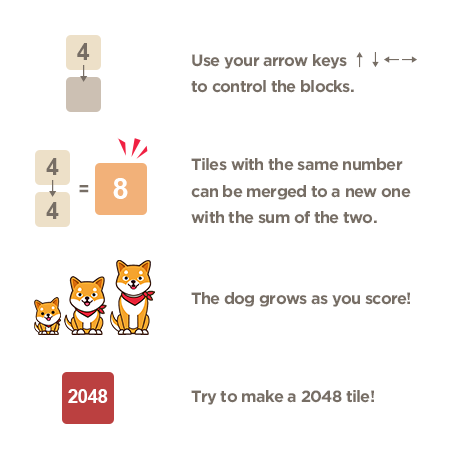 4
Use your arrow keys ↑ ↓ ← →
to control the blocks.
4
4
= 8
Tiles with the same number
can be merged to a new one
with the sum of the two.
The dog grows as you score!
2048
Try to make a 2048 tile!